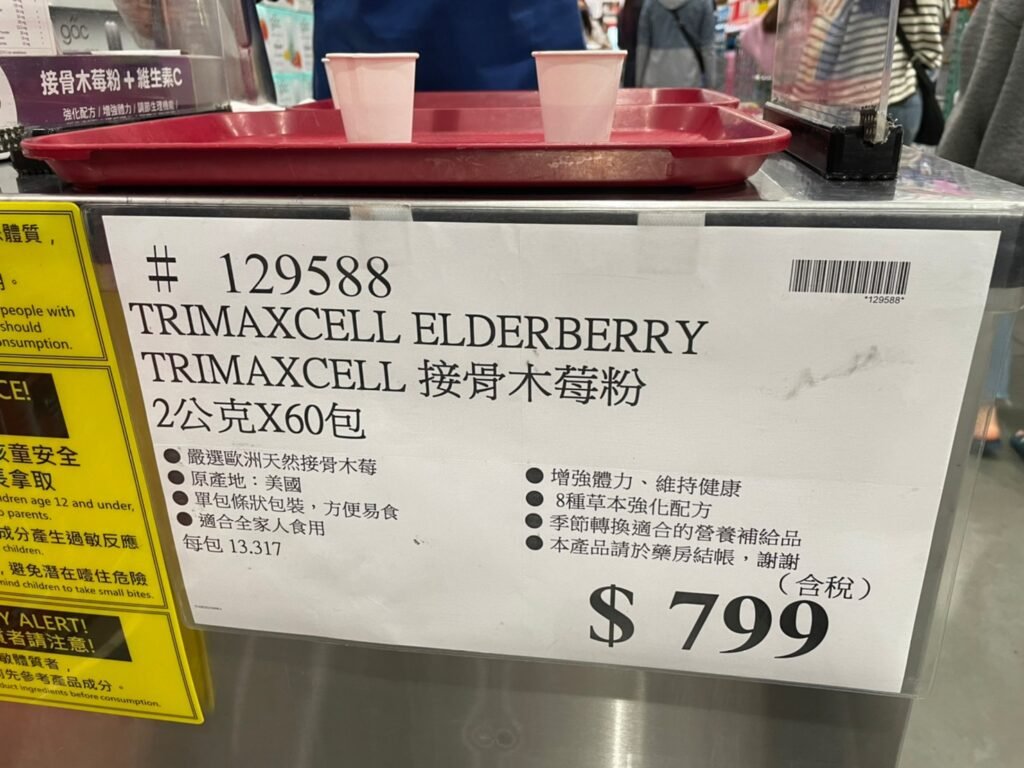 goc
接骨木莓粉+維生素C
強化配方/增強體力/調節生理機能
# 129588
*129588*
TRIMAXCELL ELDERBERRY
TRIMAXCELL 接骨木莓粉
2公克X60包
●嚴選歐洲天然接骨木莓
●原產地：美國
●單包條狀包裝，方便易食
●適合全家人食用
每包 13.317
●增強體力、維持健康
●8種草本強化配方
●季節轉換適合的營養補給品
●本產品請於藥房結帳，謝謝
（含稅）
$ 799
體質，
。
people with
should
nsumption.
CE!
童安全
拿取
dren age 12 and under,
parents.
成分產生過敏反應
children.
，避免潛在噎住危險
mind children to take small bites.
Y ALERT!
者請注意!
敏體質者，
先參考產品成分。
duct ingredients before consumption.